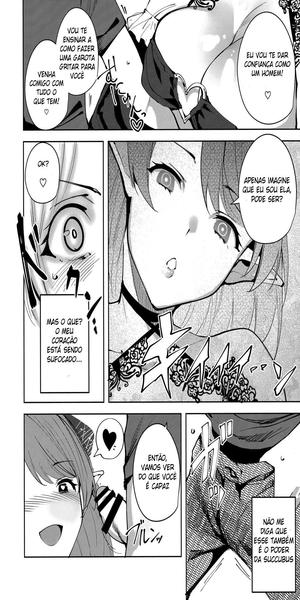 EU VOU TE DAR
CONFIANÇA COMO
UM HOMEM!
♡
VOU TE
ENSINAR A
COMO FAZER
UMA GAROTA
GRITAR PARA
VOCÊ
VENHA
COMIGO COM
TUDO O
QUE TEM!
♡
APENAS IMAGINE
QUE EU SOU ELA,
PODE SER?
OK?
♡
MAS O QUE?
O MEU
CORAÇÃO
ESTÁ SENDO
SUFOCADO...
NÃO ME
DIGA QUE
ESSE TAMBÉM
É O PODER
DA SUCCUBUS
ENTÃO,
VAMOS VER
DO QUE VOCÊ É
CAPAZ
♥